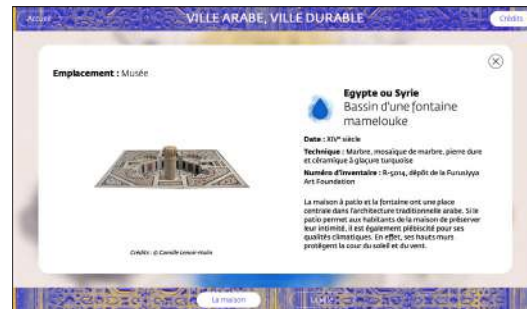 Accueil
VILLE ARABE, VILLE DURABLE
Crédits
Emplacement : Musée
Egypte ou Syrie
Bassin d'une fontaine
mamelouke
Date : XIVᵉ siècle
Technique : Marbre, mosaïque de marbre, pierre dure
et céramique à glaçure turquoise
Numéro d'inventaire : R-5014, dépôt de la Furusiyya
Art Foundation
La maison à patio et la fontaine ont une place
centrale dans l'architecture traditionnelle arabe. Si le
patio permet aux habitants de la maison de préserver
leur intimité, il est également plébiscité pour ses
qualités climatiques. En effet, ses hauts murs
protègent la cour du soleil et du vent.
Crédits : © Camille Lenoir-Mulin
La maison